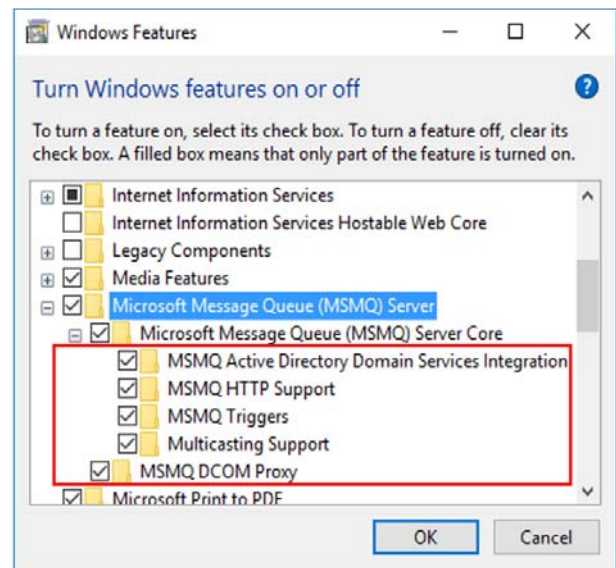 Windows Features
Turn Windows features on or off
?
To turn a feature on, select its check box. To turn a feature off, clear its
check box. A filled box means that only part of the feature is turned on.
Internet Information Services
Internet Information Services Hostable Web Core
Legacy Components
Media Features
Microsoft Message Queue (MSMQ) Server
Microsoft Message Queue (MSMQ) Server Core
MSMQ Active Directory Domain Services Integration
MSMQ HTTP Support
MSMQ Triggers
Multicasting Support
MSMQ DCOM Proxy
Microsoft Print to PDF
OK Cancel